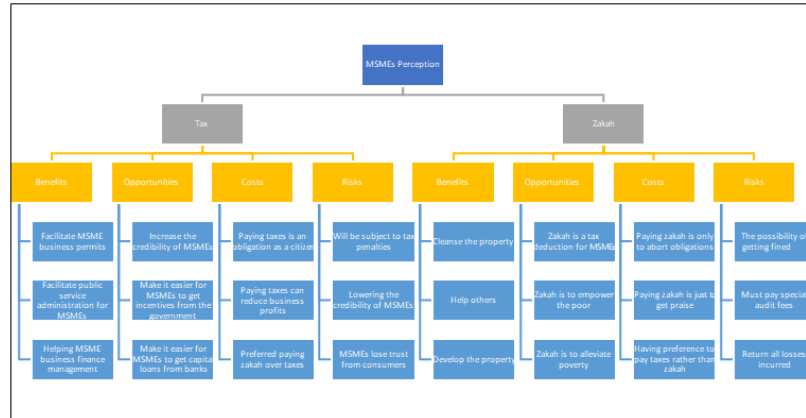 MSMEs Perception
Tax
Zakah
Benefits
Opportunities
Costs
Risks
Benefits
Opportunities
Costs
Risks
Facilitate MSME
business permits
Facilitate public
service
administration for
MSMEs
Helping MSME
business finance
management
Increase the
credibility of MSMEs
Make it easier for
MSMEs to get
incentives from the
government
Make it easier for
MSMEs to get capital
loans from banks
Paying taxes is an
obligation as a citizen
Paying taxes can
reduce business
profits
Preferred paying
zakah over taxes
Will be subject to tax
penalties
Lowering the
credibility of MSMEs
MSMEs lose trust
from consumers
Cleanse the property
Help others
Develop the property
Zakah is a tax
deduction for MSMEs
Zakah is to empower
the poor
Zakah is to alleviate
poverty
Paying zakah is only
to abort obligations
Paying zakah is just to
get praise
Having preference to
pay taxes rather than
zakah
The possibility of
getting fined
Must pay special
audit fees
Return all losses
incurred